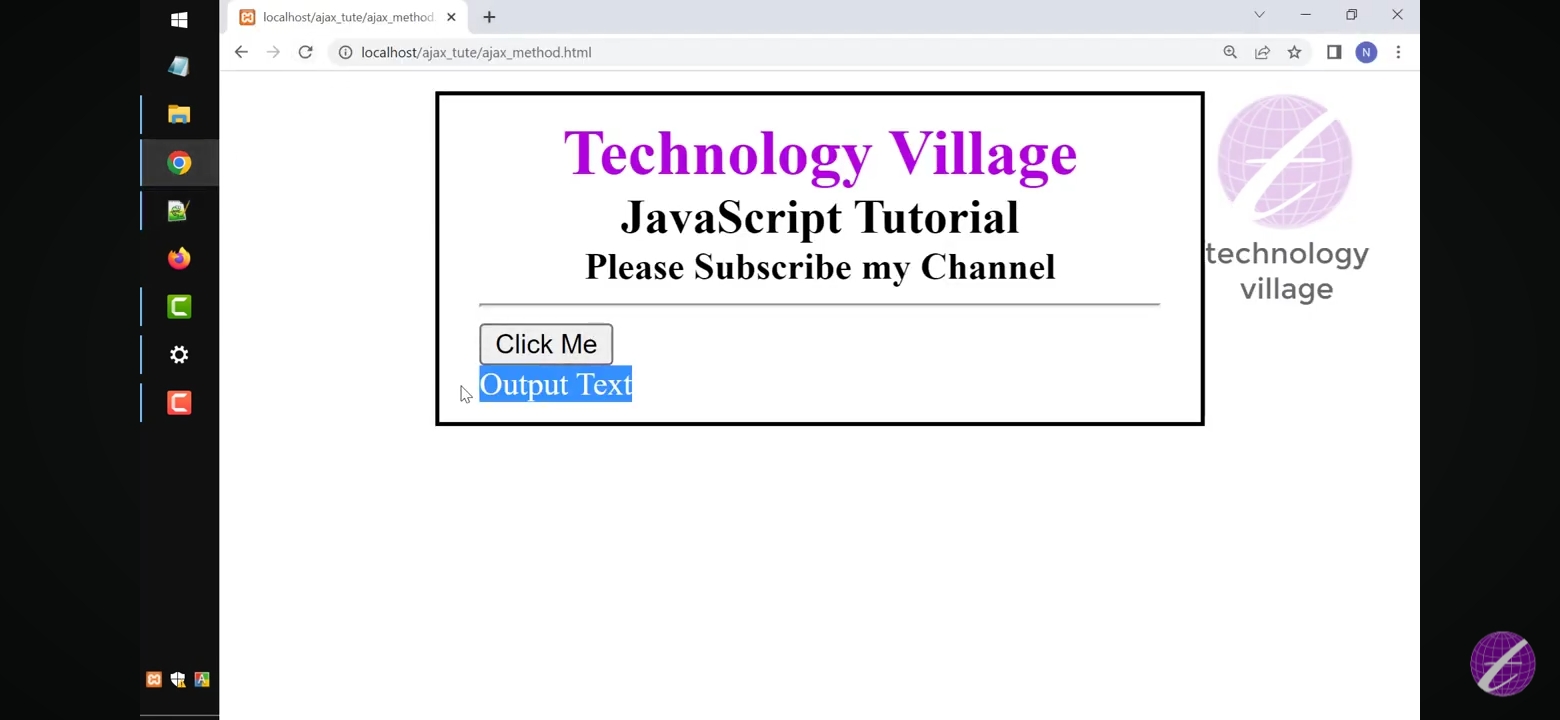 localhost/ajax_tute/ajax_method.
localhost/ajax_tute/ajax_method.html
N
Technology Village
JavaScript Tutorial
Please Subscribe my Channel
Click Me
Output Text
technology
village